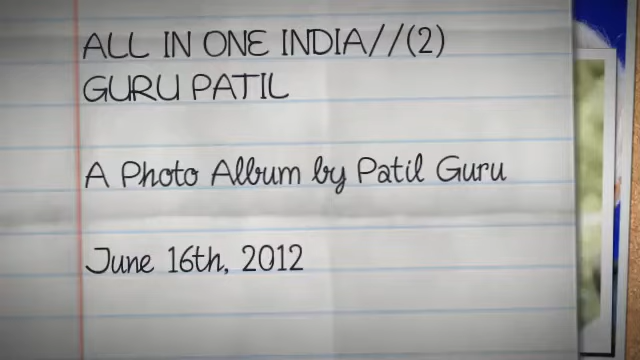 ALL IN ONE INDIA//(2)
GURU PATIL
A Photo Album by Patil Guru
June 16th, 2012